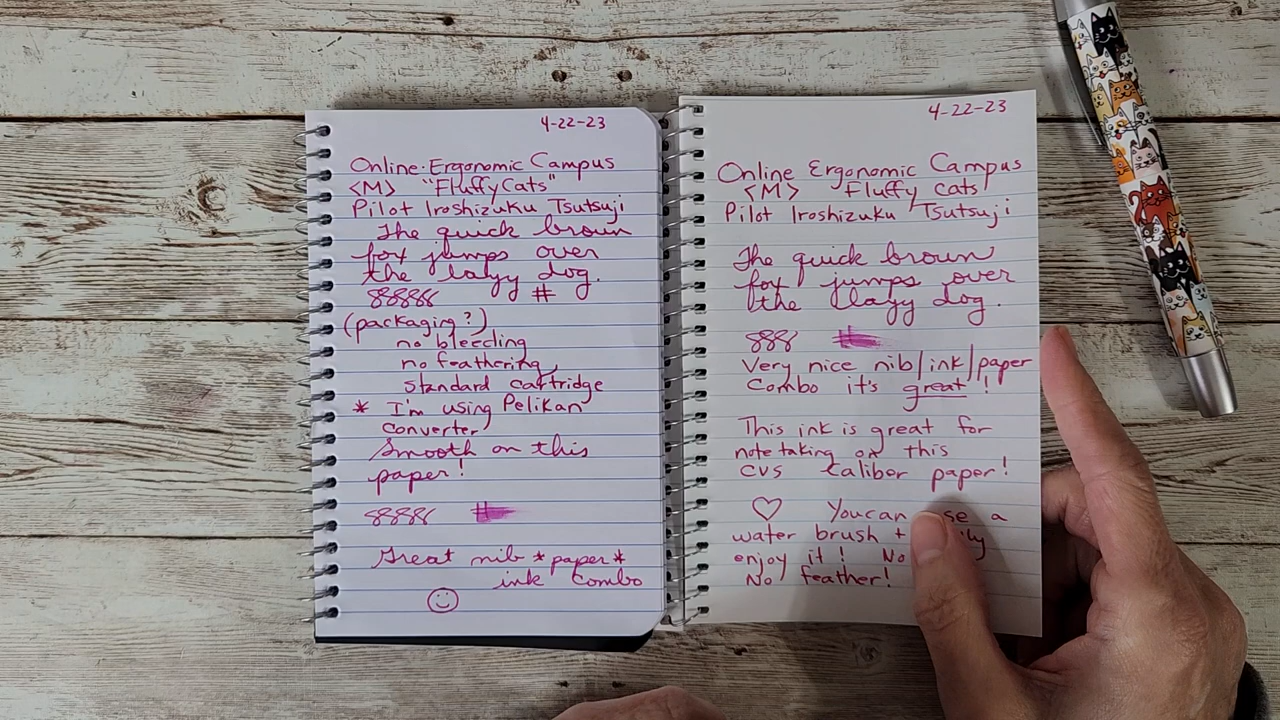 4-22-23
Online Ergonomic Campus
<M> "Fluffy Cats"
Pilot Iroshizuku Tsutsuji
The quick brown
fox jumps over
the lazy dog.
88888 #
(packaging?)
no bleeding
no feathering
standard cartridge
* I'm using Pelikan
converter
Smooth on this
paper!
88888 #
Great nib * paper *
ink combo
4-22-23
Online Ergonomic Campus
<M> Fluffy Cats
Pilot Iroshizuku Tsutsuji
The quick brown
fox jumps over
the lazy dog.
888 #
Very nice nib/ink/paper
Combo it's great!
This ink is great for
note taking on this
CVS Caliber paper!
You can a
water brush +
enjoy it! No
No feather!